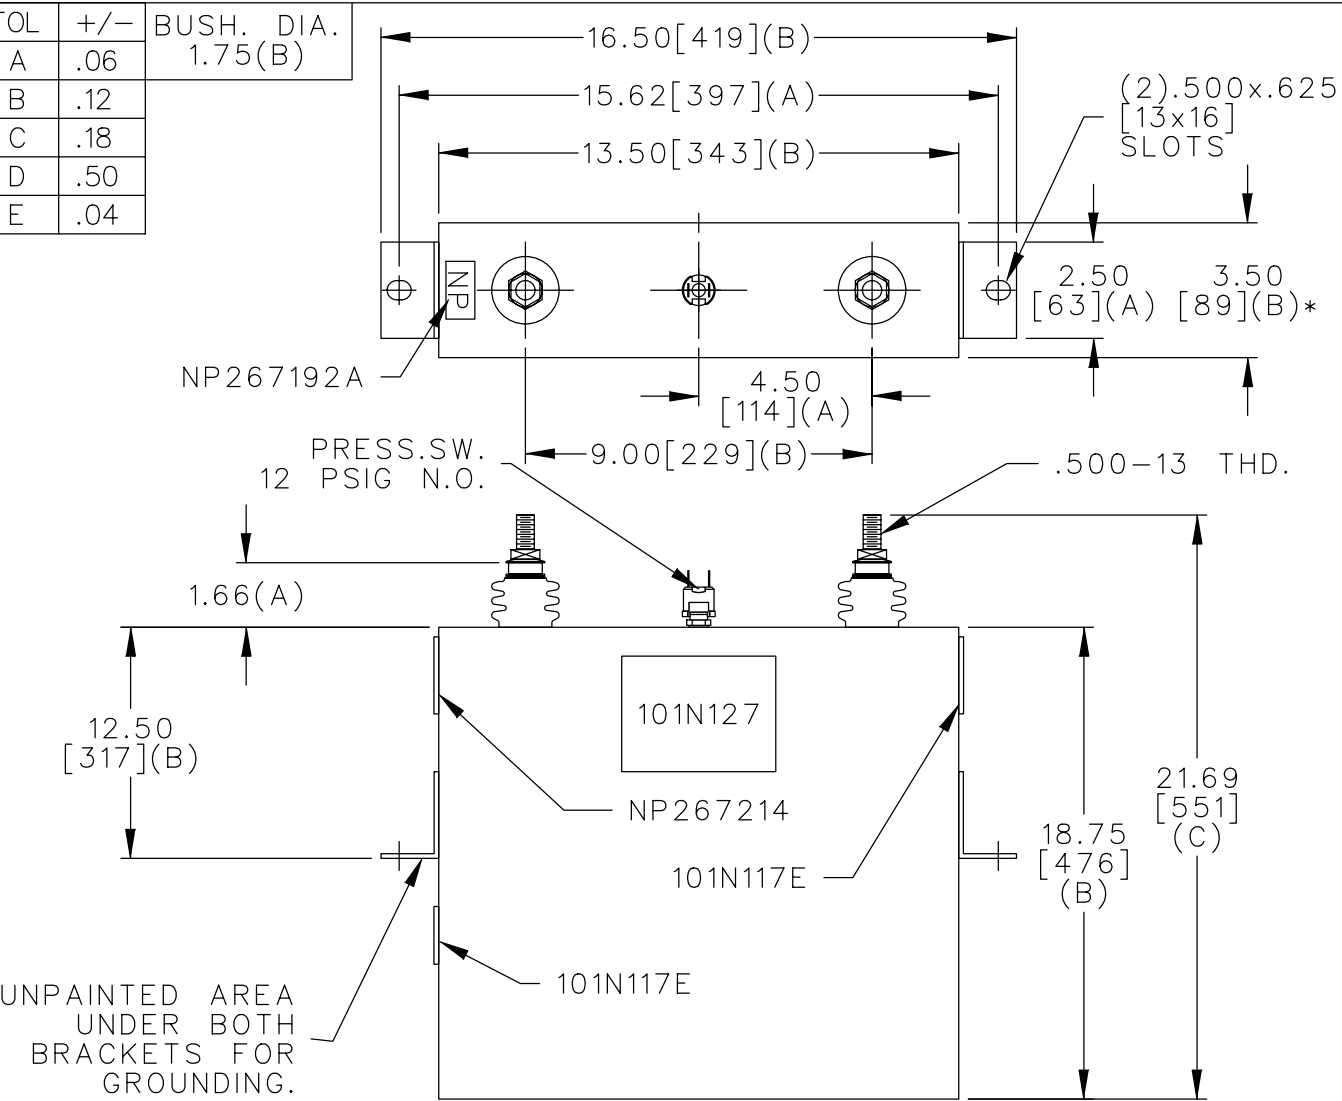 TOL +/-
A .06
B .12
C .18
D .50
E .04
BUSH. DIA.
1.75(B)
16.50[419](B)
15.62[397](A)
13.50[343](B)
(2).500x.625
[13x16]
SLOTS
2.50
[63](A)
3.50
[89](B)*
NP
NP267192A
4.50
[114](A)
9.00[229](B)
PRESS.SW.
12 PSIG N.O.
.500-13 THD.
1.66(A)
12.50
[317](B)
101N127
NP267214
101N117E
18.75
[476]
(B)
21.69
[551]
(C)
101N117E
UNPAINTED AREA
UNDER BOTH
BRACKETS FOR
GROUNDING.